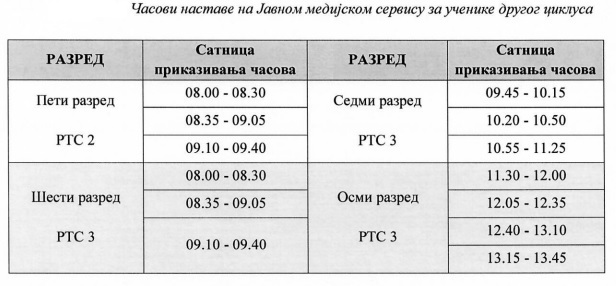 Часови наставе на Јавном медијском сервису за ученике другог циклуса
РАЗРЕД
Сатница
приказивања часова
РАЗРЕД
Сатница
приказивања часова
Пети разред
РТС 2
08.00 - 08.30
08.35 - 09.05
09.10 - 09.40
Седми разред
РТС 3
09.45 - 10.15
10.20 - 10.50
10.55 - 11.25
Шести разред
РТС 3
08.00 - 08.30
08.35 - 09.05
09.10 - 09.40
Осми разред
РТС 3
11.30 - 12.00
12.05 - 12.35
12.40 - 13.10
13.15 - 13.45